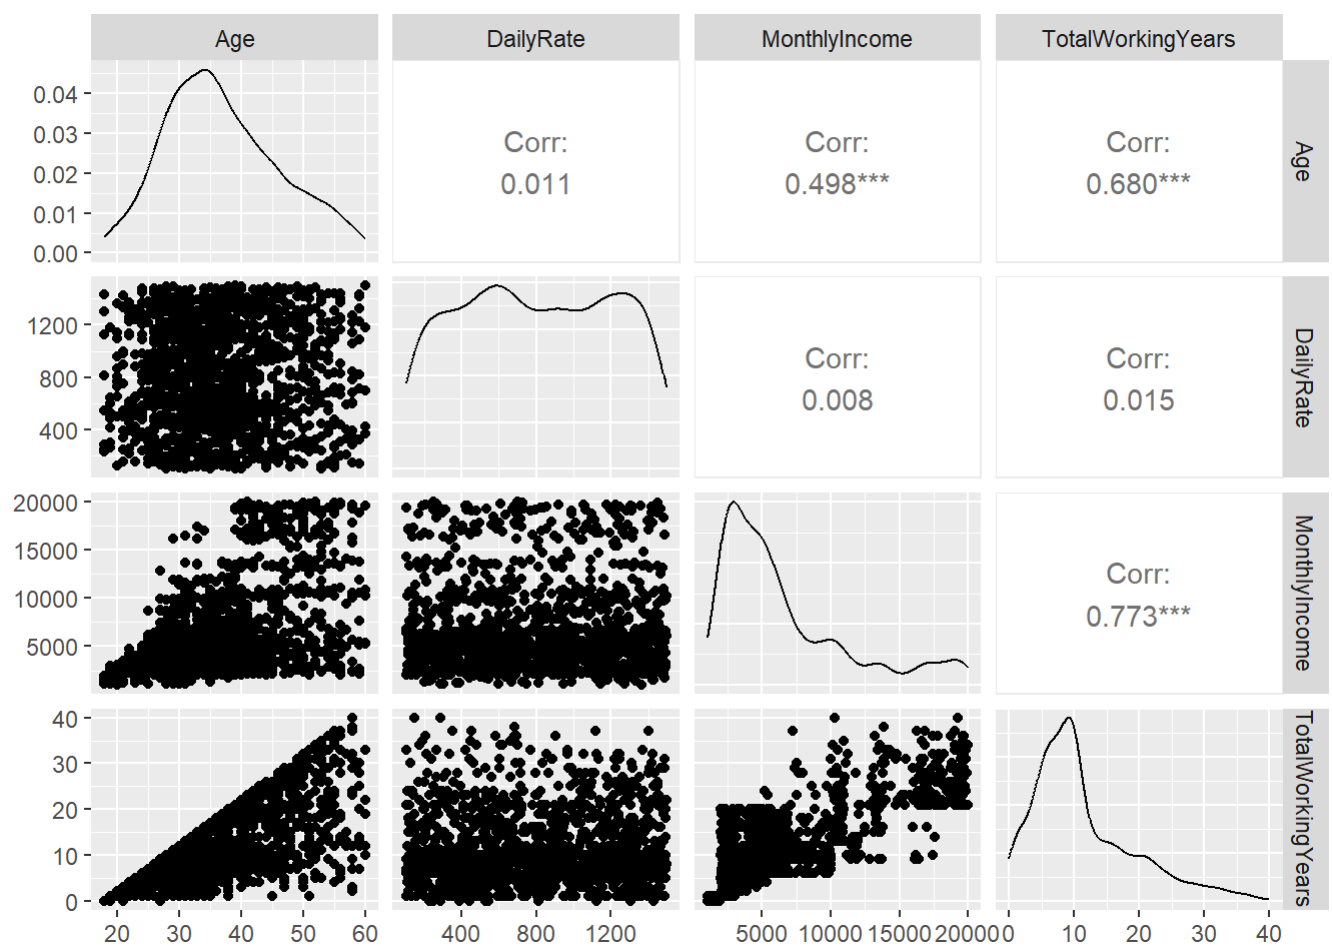 Age DailyRate MonthlyIncome TotalWorkingYears
0.04
0.03
0.02
0.01
0.00
Corr:
0.011
Corr:
0.498***
Corr:
0.680***
Age
1200
800
400
Corr:
0.008
Corr:
0.015
DailyRate
20000
15000
10000
5000
Corr:
0.773***
MonthlyIncome
40
30
20
10
0
TotalWorkingYears
20 30 40 50 60 400 800 1200 5000 10000 15000 20000 0 10 20 30 40